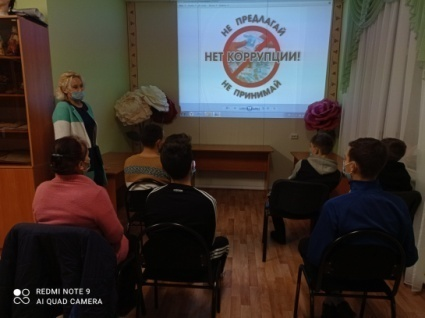 НЕ ПРЕДЛАГАЙ
НЕТ КОРРУПЦИИ!
НЕ ПРИНИМАЙ
REDMI NOTE 9
AI QUAD CAMERA